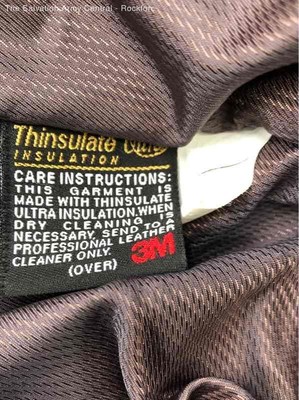 The Salvation Army Central - Rockford
Thinsulate Ultra
INSULATION
CARE INSTRUCTIONS:
THIS GARMENT IS
MADE WITH THINSULATE
ULTRA INSULATION. WHEN
DRY CLEANING IS
NECESSARY, SEND TO A
PROFESSIONAL LEATHER
CLEANER ONLY.
3M
(OVER)